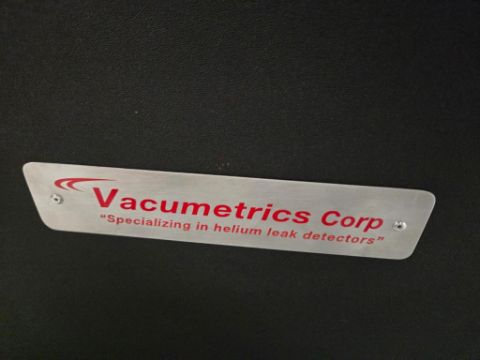 Vacumetrics Corp
"Specializing in helium leak detectors"